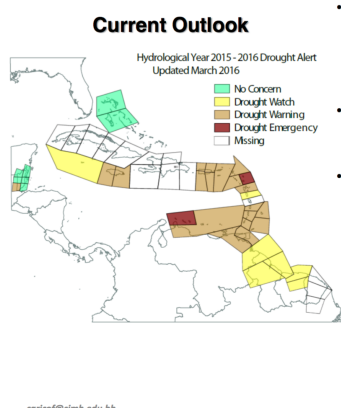 Current Outlook
Hydrological Year 2015 - 2016 Drought Alert
Updated March 2016
No Concern
Drought Watch
Drought Warning
Drought Emergency
Missing